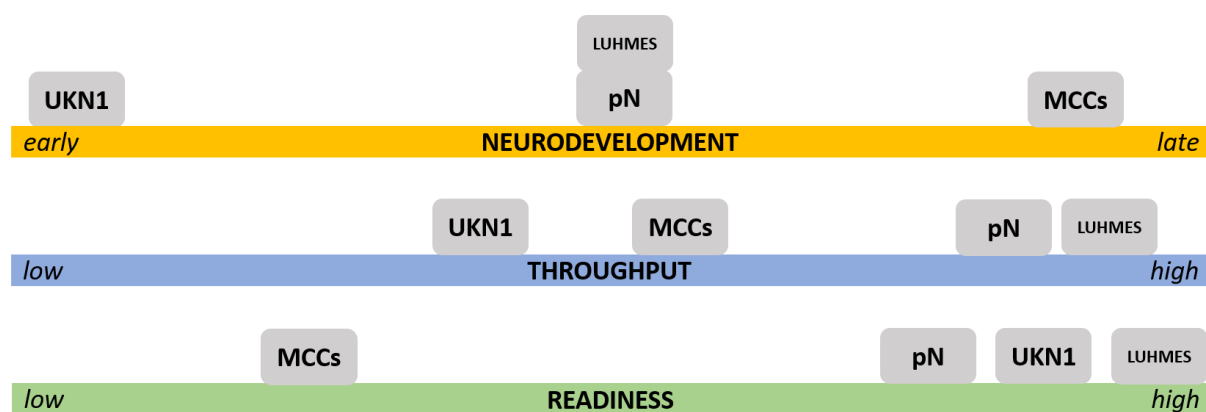 LUHMES
UKN1 pN MCCs
early NEURODEVELOPMENT late
UKN1 MCCs pN LUHMES
low THROUGHPUT high
MCCs pN UKN1 LUHMES
low READINESS high